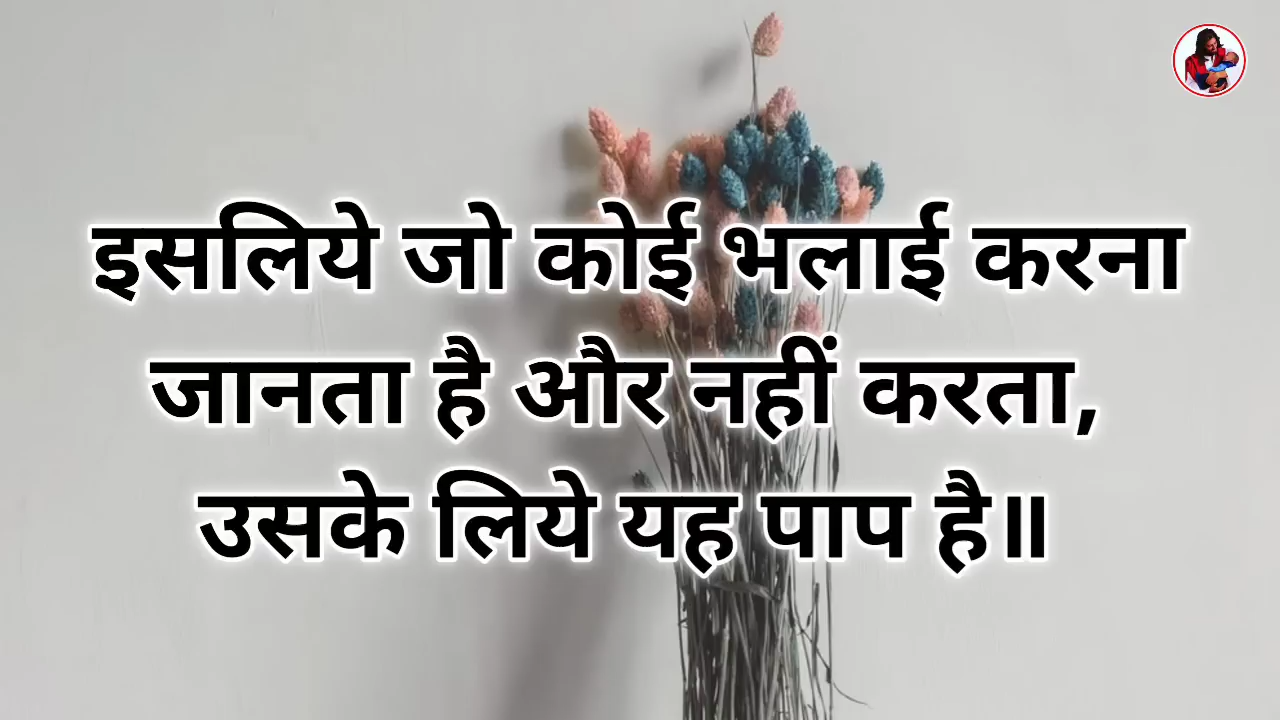 इसलिये जो कोई भलाई करना
जानता है और नहीं करता,
उसके लिये यह पाप है॥